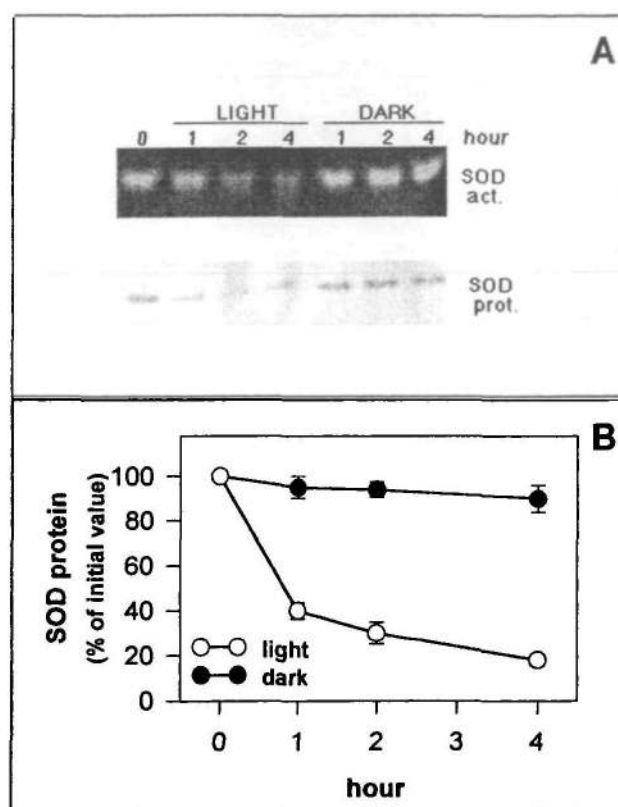 A
LIGHT DARK
0 1 2 4 1 2 4 hour
SOD
act.
SOD
prot.
B
100
80
60
40
20
0
SOD protein
(% of initial value)
light
dark
0 1 2 3 4
hour